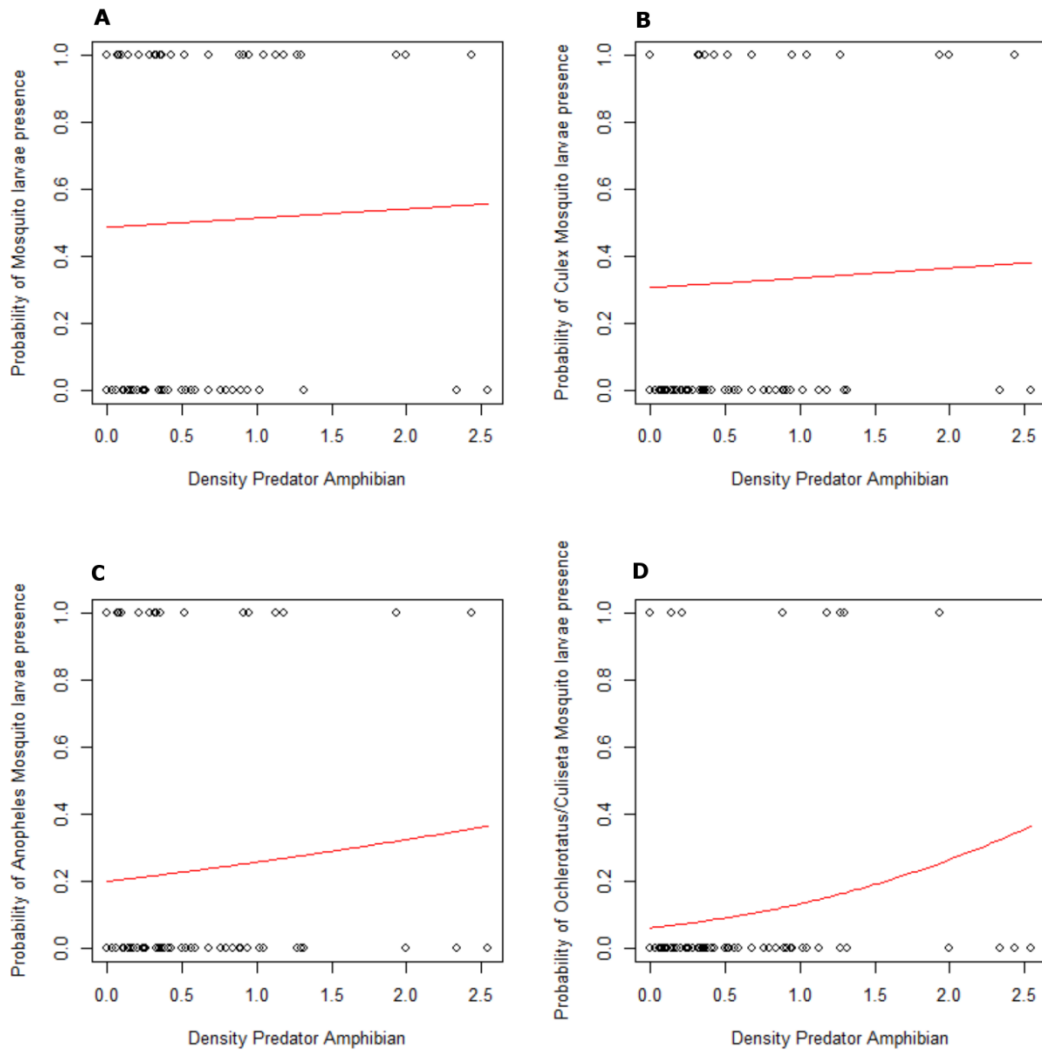 A
Probability of Mosquito larvae presence
1.0
0.8
0.6
0.4
0.2
0.0
0.0 0.5 1.0 1.5 2.0 2.5
Density Predator Amphibian
B
Probability of Culex Mosquito larvae presence
1.0
0.8
0.6
0.4
0.2
0.0
0.0 0.5 1.0 1.5 2.0 2.5
Density Predator Amphibian
C
Probability of Anopheles Mosquito larvae presence
1.0
0.8
0.6
0.4
0.2
0.0
0.0 0.5 1.0 1.5 2.0 2.5
Density Predator Amphibian
D
Probability of Ochlerotatus/Culiseta Mosquito larvae presence
1.0
0.8
0.6
0.4
0.2
0.0
0.0 0.5 1.0 1.5 2.0 2.5
Density Predator Amphibian